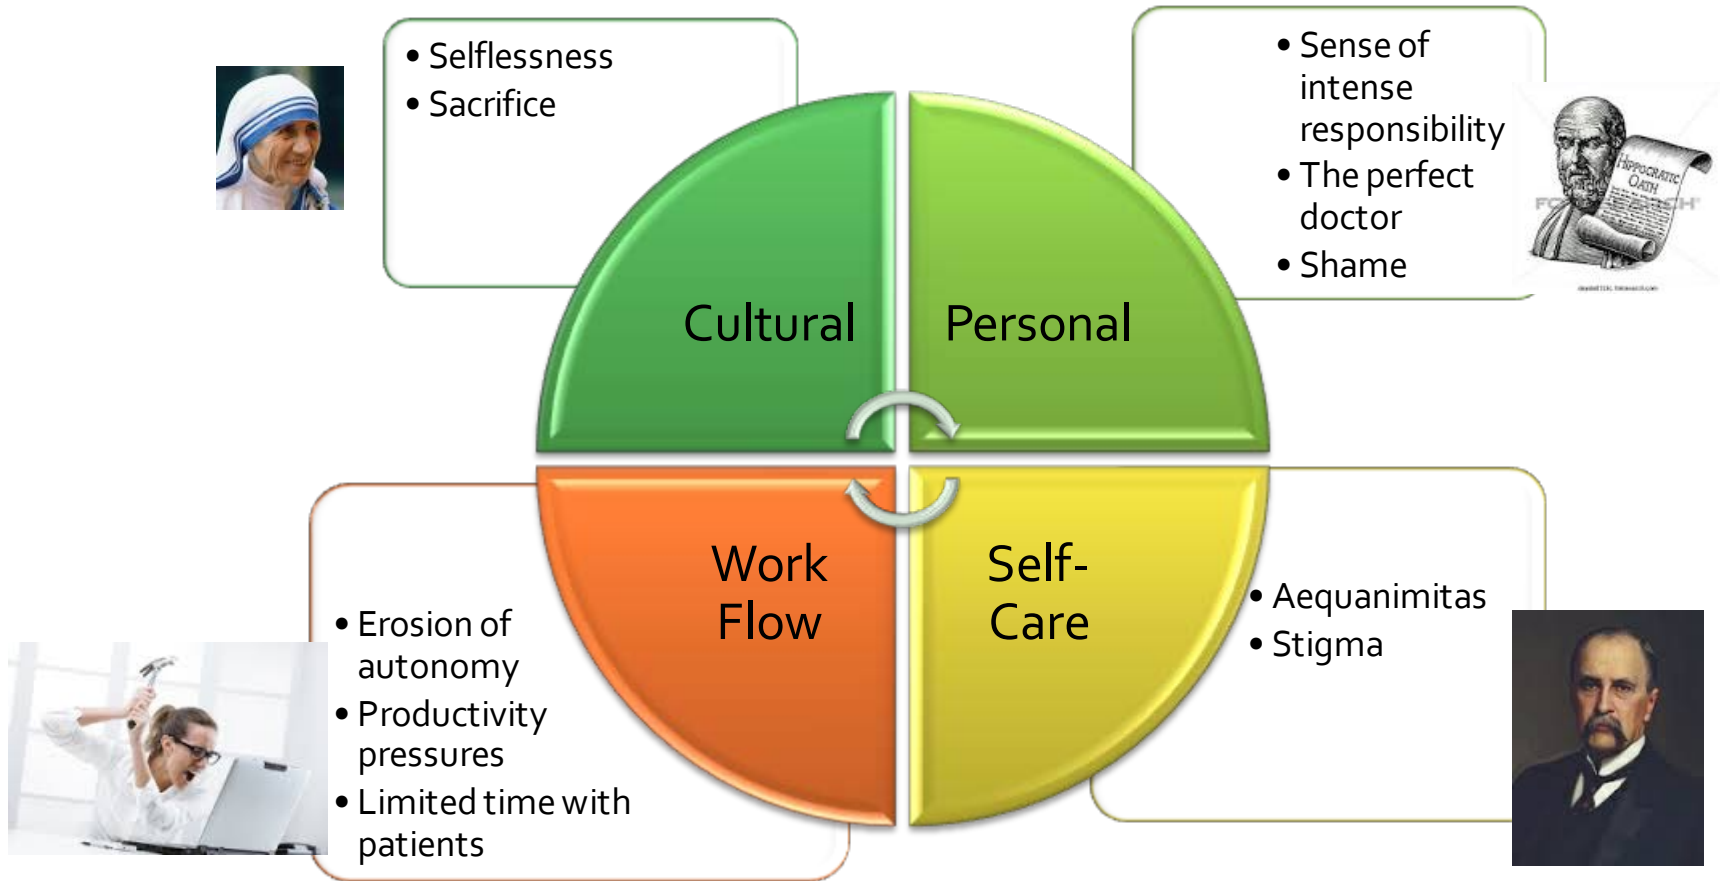 • Selflessness
• Sacrifice
• Sense of
intense
responsibility
• The perfect
doctor
• Shame
HIPPOCRATIC
OATH
Cultural
Personal
Work
Flow
Self-
Care
• Erosion of
autonomy
• Productivity
pressures
• Limited time with
patients
• Aequanimitas
• Stigma